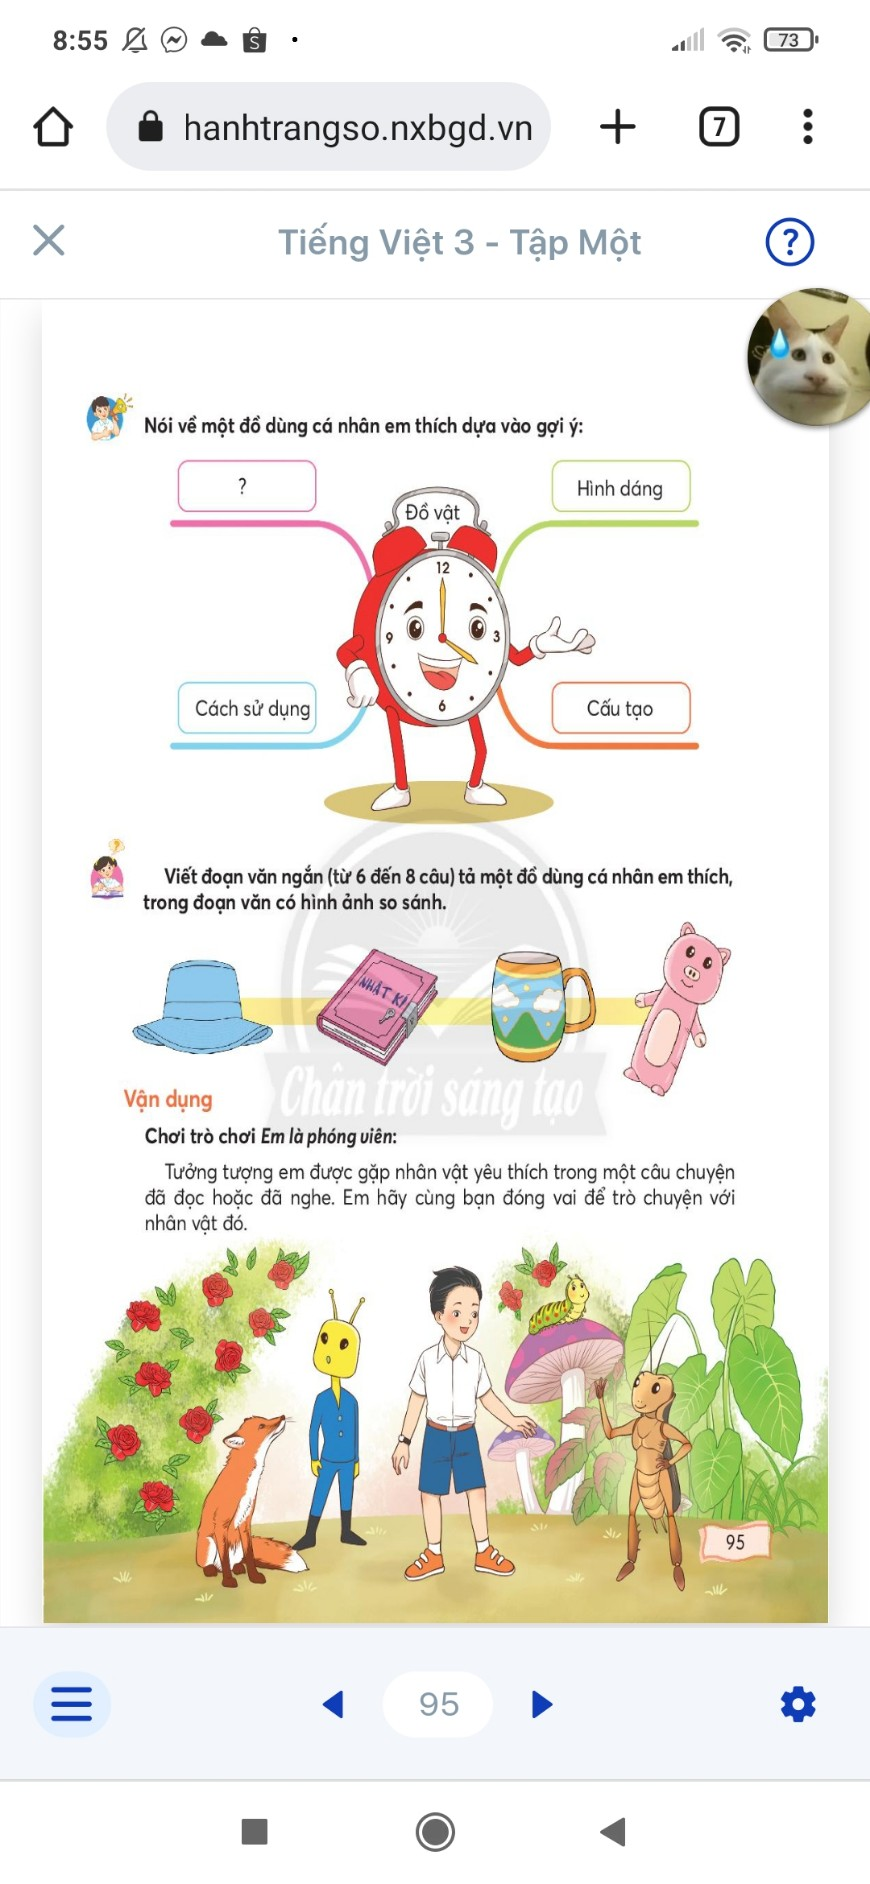 8:55
73
hanhtrangso.nxbgd.vn
7
Tiếng Việt 3 - Tập Một
?
Nói về một đồ dùng cá nhân em thích dựa vào gợi ý:
?
Hình dáng
Đồ vật
12
9
3
6
Cách sử dụng
Cấu tạo
Viết đoạn văn ngắn (từ 6 đến 8 câu) tả một đồ dùng cá nhân em thích,
trong đoạn văn có hình ảnh so sánh.
NHẬT KÍ
Chân trời sáng tạo
Vận dụng
Chơi trò chơi Em là phóng viên:
Tưởng tượng em được gặp nhân vật yêu thích trong một câu chuyện
đã đọc hoặc đã nghe. Em hãy cùng bạn đóng vai để trò chuyện với
nhân vật đó.
95
95